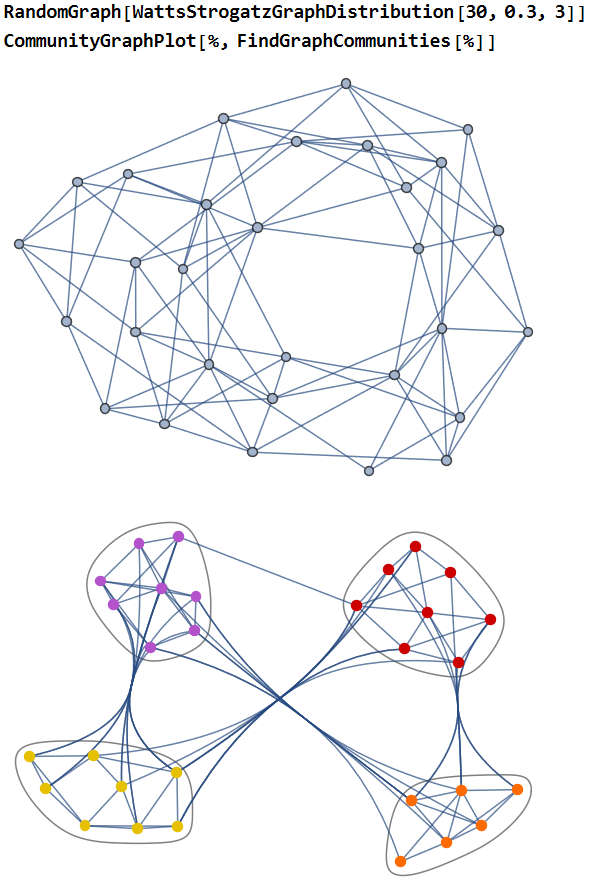 RandomGraph[WattsStrogatzGraphDistribution[30, 0.3, 3]]
CommunityGraphPlot[%, FindGraphCommunities[%]]